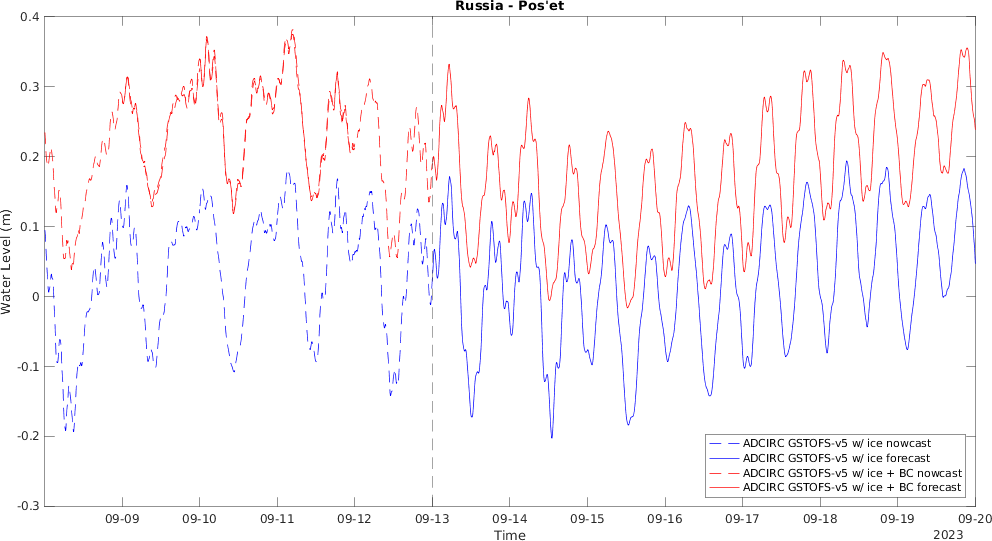 Russia - Pos'et
Water Level (m)
0.4
0.3
0.2
0.1
0
-0.1
-0.2
-0.3
ADCIRC GSTOFS-v5 w/ ice nowcast
ADCIRC GSTOFS-v5 w/ ice forecast
ADCIRC GSTOFS-v5 w/ ice + BC nowcast
ADCIRC GSTOFS-v5 w/ ice + BC forecast
09-09 09-10 09-11 09-12 09-13 09-14 09-15 09-16 09-17 09-18 09-19 09-20
Time
2023